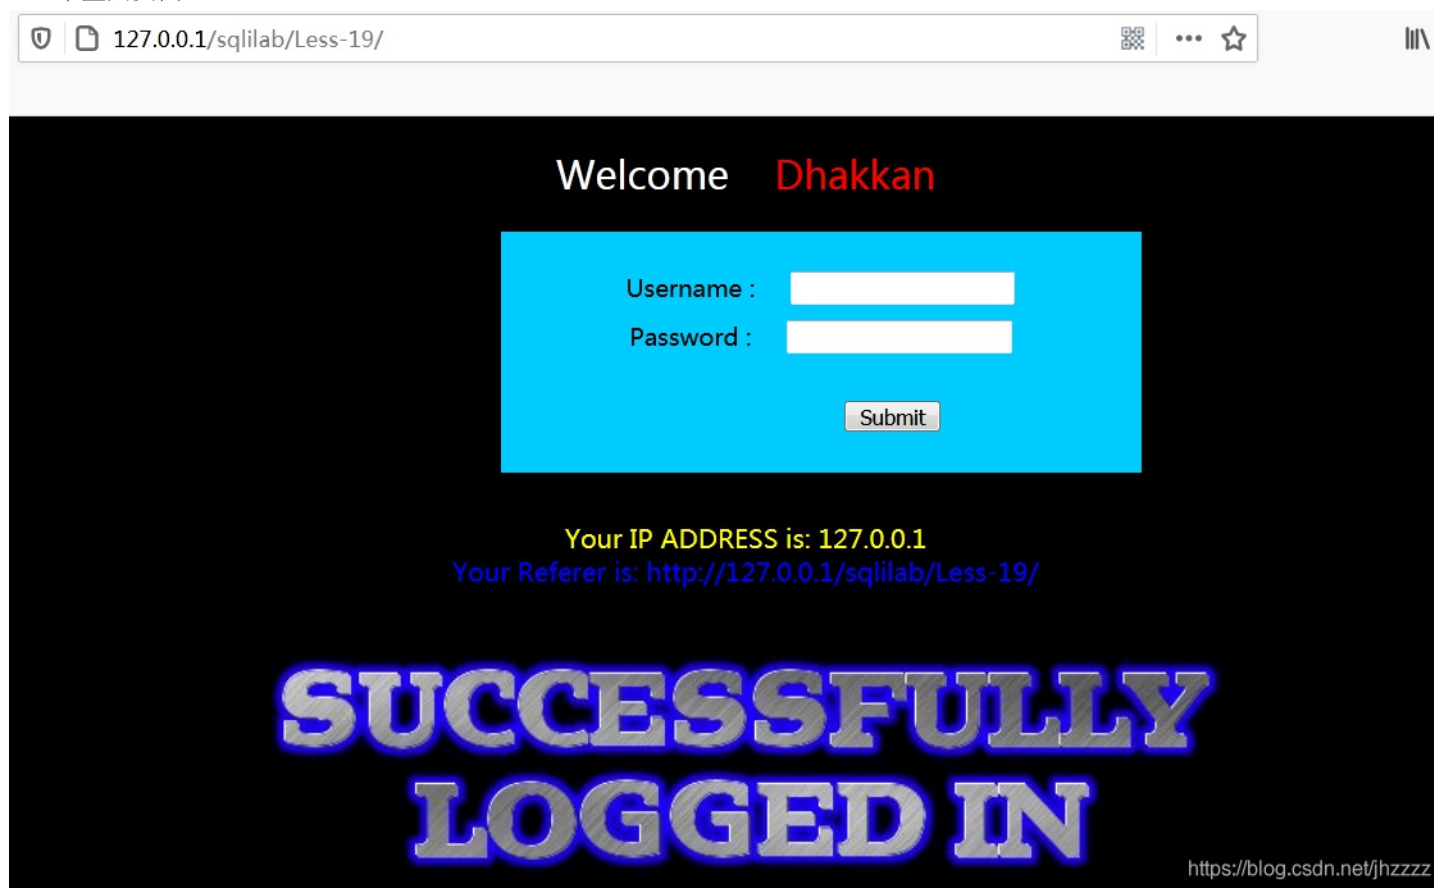 127.0.0.1/sqlilab/Less-19/
Welcome Dhakkan
Username :
Password :
Submit
Your IP ADDRESS is: 127.0.0.1
Your Referer is: http://127.0.0.1/sqlilab/Less-19/
SUCCESSFULLY
LOGGED IN
https://blog.csdn.net/jhzzzz